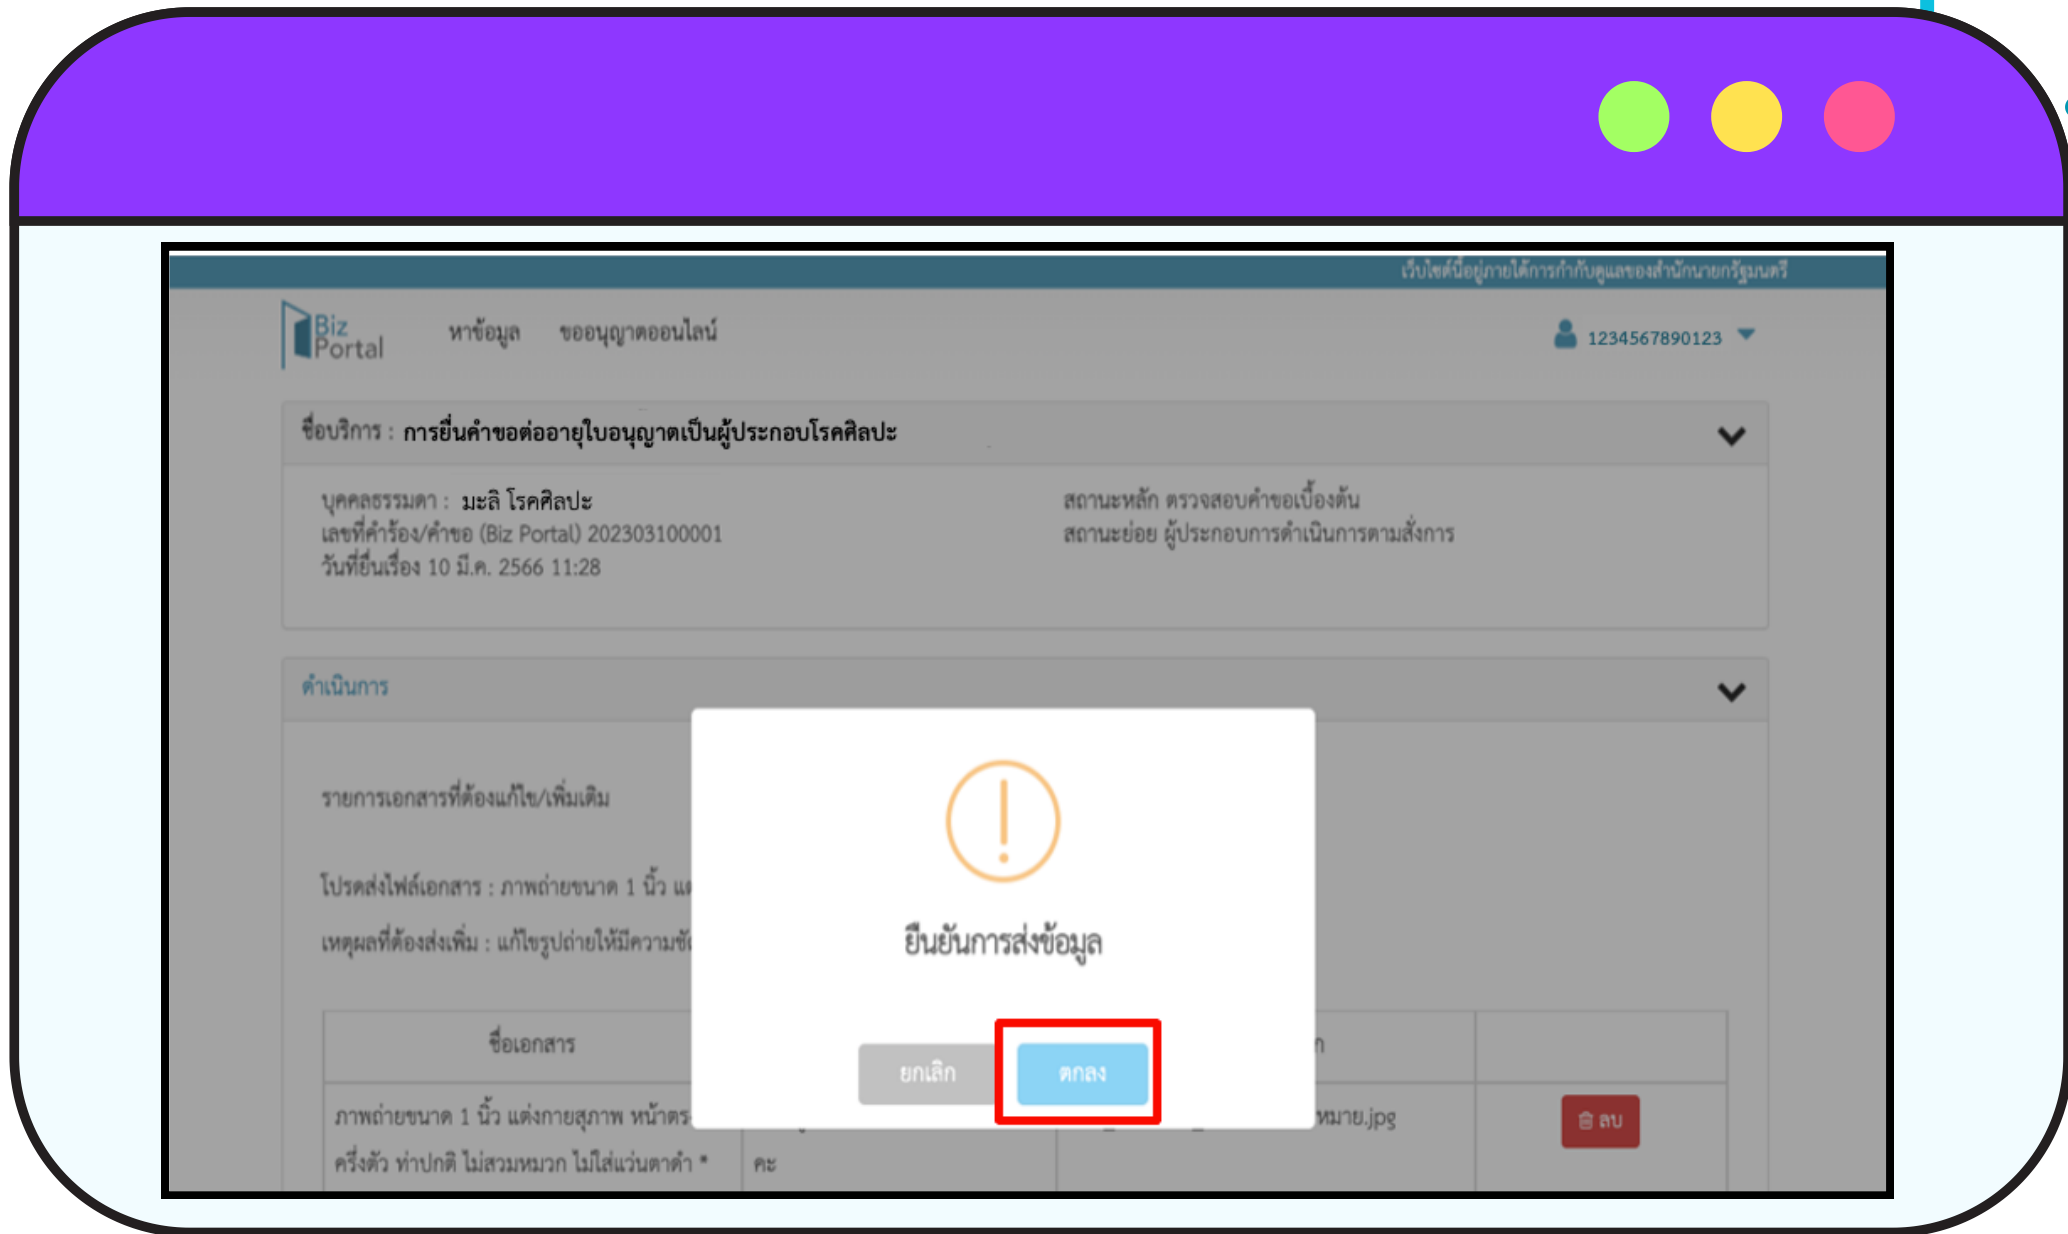 เว็บไซต์นี้อยู่ภายใต้การกำกับดูแลของสำนักนายกรัฐมนตรี
Biz Portal หาข้อมูล ขออนุญาตออนไลน์ 1234567890123
ชื่อบริการ : การยื่นคำขอต่ออายุใบอนุญาตเป็นผู้ประกอบโรคศิลปะ
บุคคลธรรมดา : มะลิ โรคศิลปะ สถานะหลัก ตรวจสอบคำขอเบื้องต้น
เลขที่คำร้อง/คำขอ (Biz Portal) 202303100001 สถานะย่อย ผู้ประกอบการดำเนินการตามสั่งการ
วันที่ยื่นเรื่อง 10 มี.ค. 2566 11:28
ดำเนินการ
รายการเอกสารที่ต้องแก้ไข/เพิ่มเติม
โปรดส่งไฟล์เอกสาร : ภาพถ่ายขนาด 1 นิ้ว
เหตุผลที่ต้องส่งเพิ่ม : แก้ไขรูปถ่ายให้มีความ
ยืนยันการส่งข้อมูล
ยกเลิก ตกลง
ชื่อเอกสาร
ภาพถ่ายขนาด 1 นิ้ว แต่งกายสุภาพ หน้าตร หมาย.jpg ลบ
ครึ่งตัว ท่าปกติ ไม่สวมหมวก ไม่ใส่แว่นตาดำ * คะ